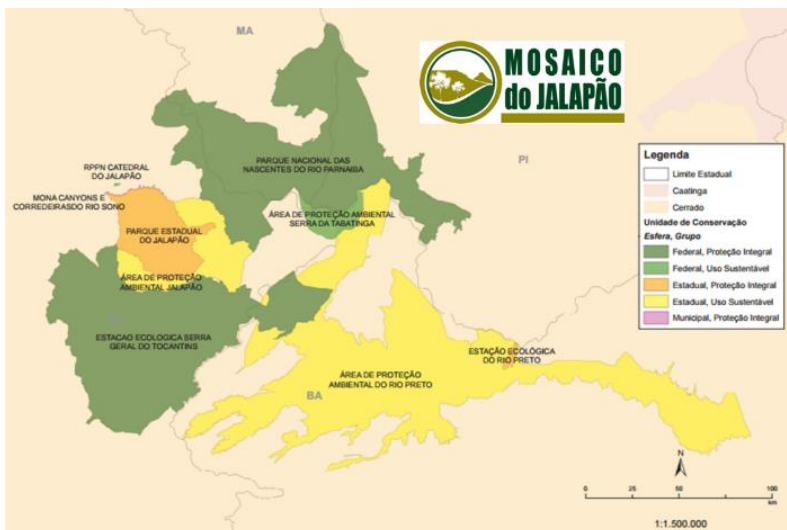 MA
MOSAICO
do JALAPÃO
PARQUE NACIONAL DAS
NASCENTES DO RIO PARNAIBA
PI
RPPN CATEDRAL
DO JALAPÃO
MONA CANYONS E
CORREDEIRASDO RIO SONO
PARQUE ESTADUAL
DO JALAPÃO
ÁREA DE PROTEÇÃO AMBIENTAL
SERRA DA TABATINGA
ÁREA DE PROTEÇÃO
AMBIENTAL JALAPÃO
ESTACAO ECOLOGICA SERRA
GERAL DO TOCANTINS
ESTAÇÃO ECOLÓGICA
DO RIO PRETO
ÁREA DE PROTEÇÃO
AMBIENTAL DO RIO PRETO
BA
Legenda
Limite Estadual
Caatinga
Cerrado
Unidade de Conservação
Esfera, Grupo
Federal, Proteção Integral
Federal, Uso Sustentável
Estadual, Proteção Integral
Estadual, Uso Sustentável
Municipal, Proteção Integral
N
0 25 50 100
km
1:1.500.000